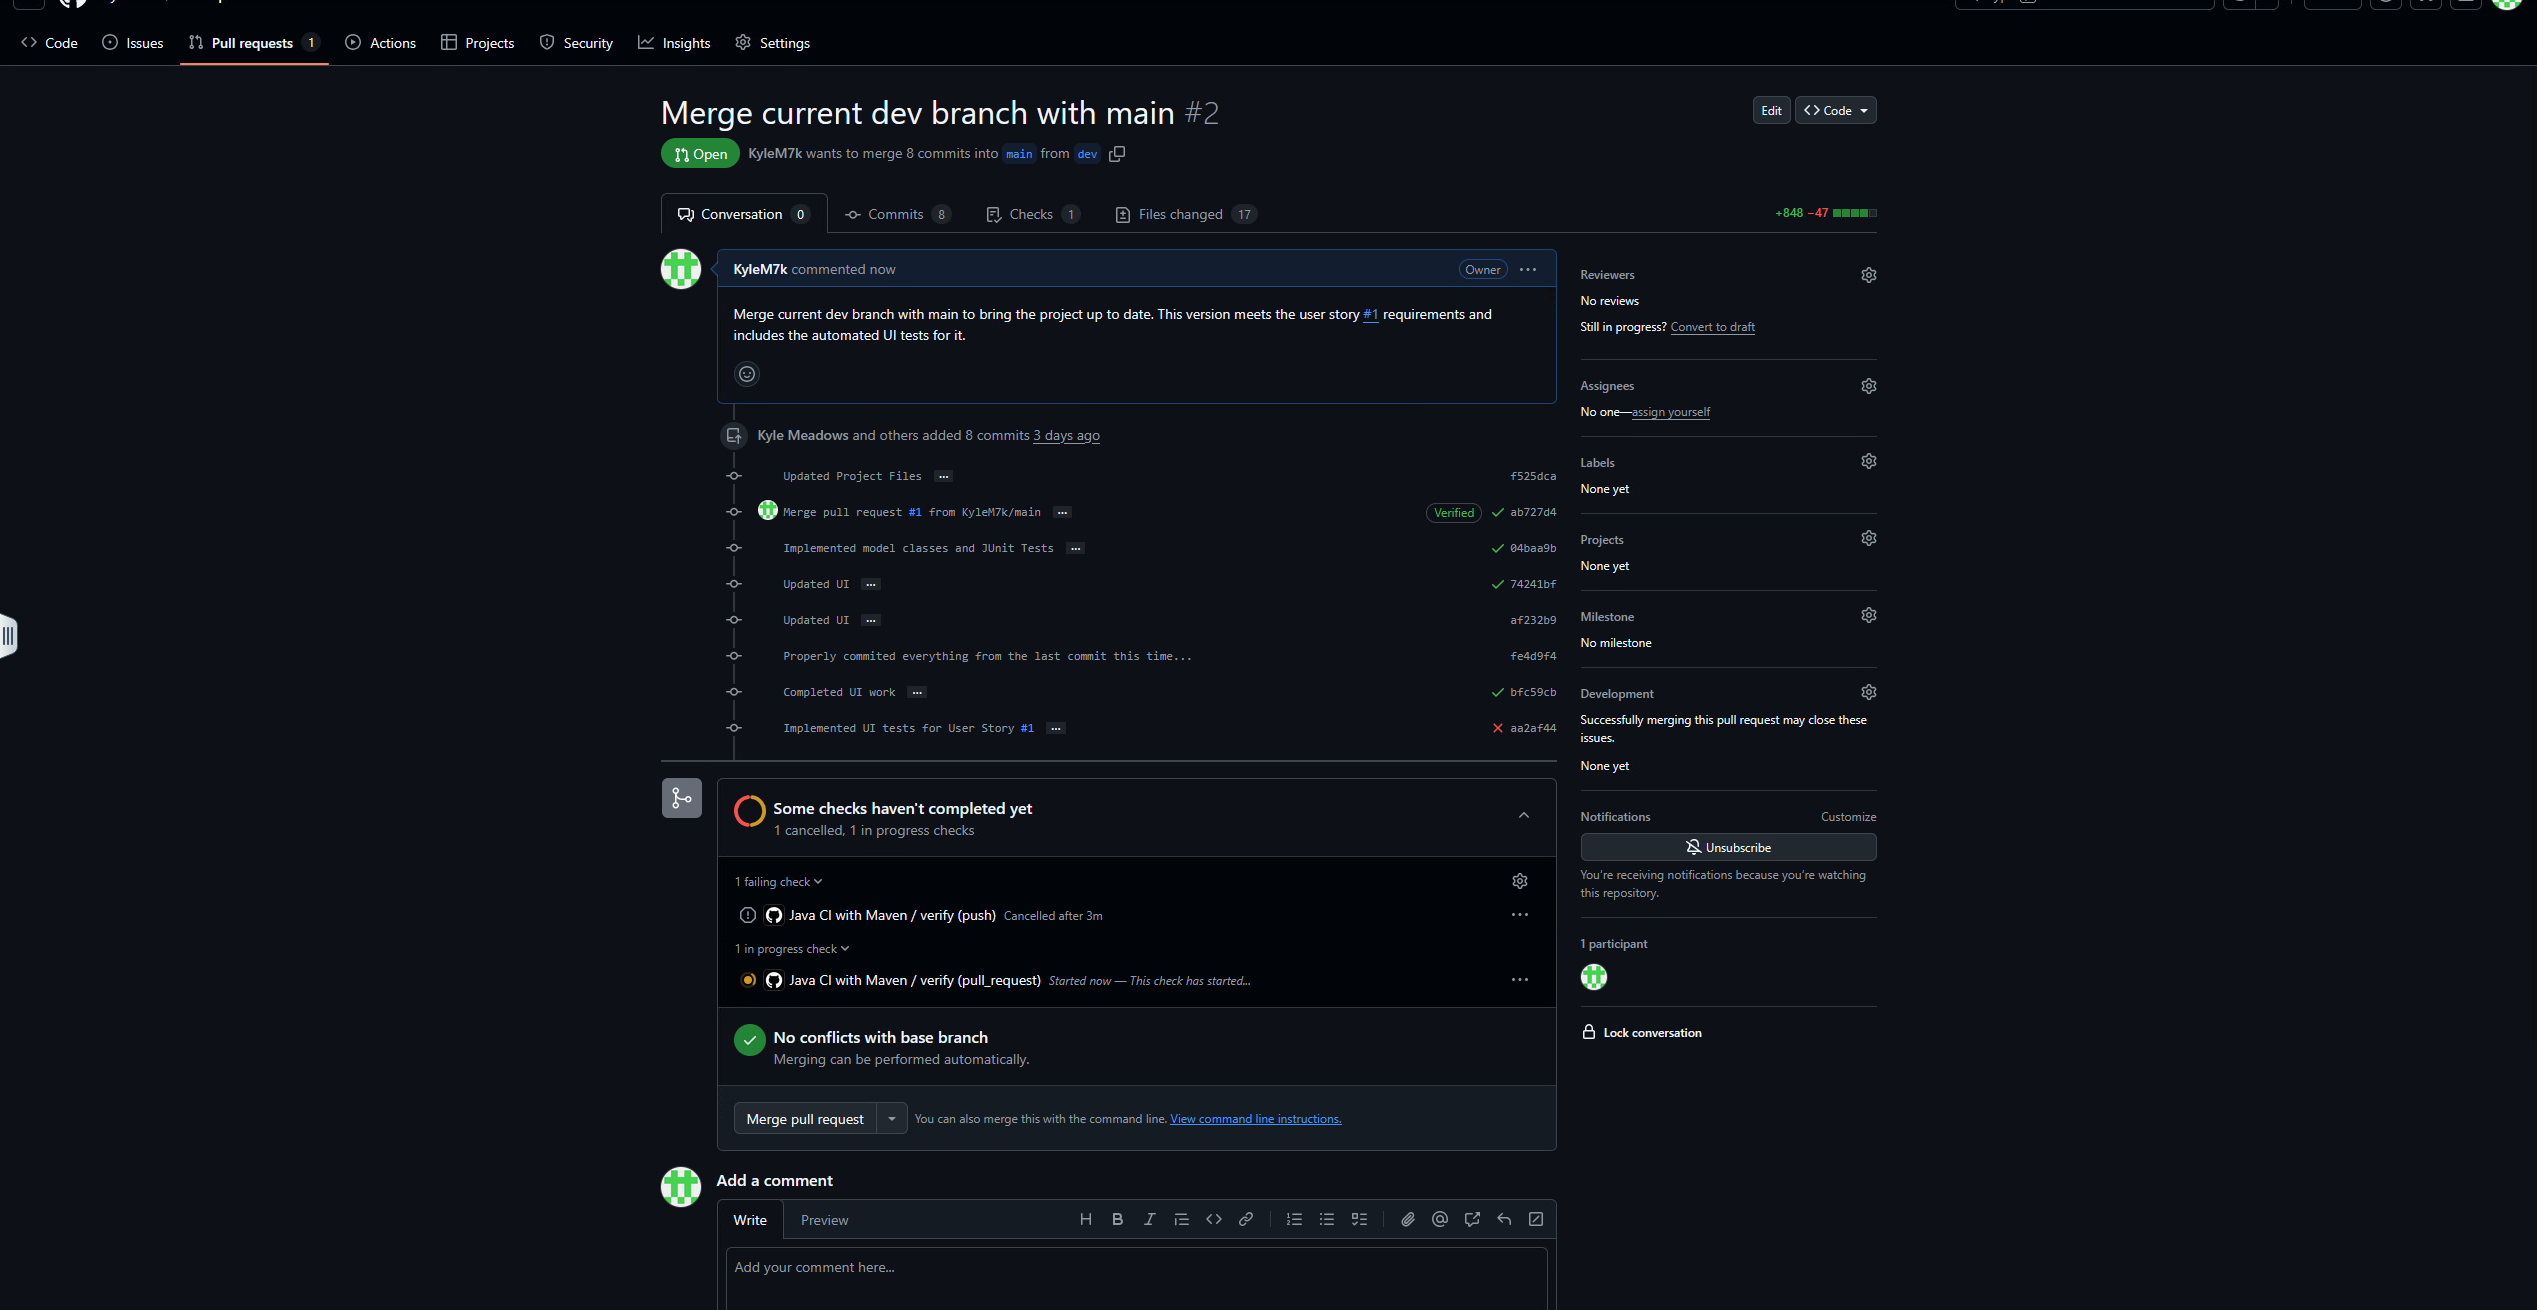 Code
Issues
Pull requests 1
Actions
Projects
Security
Insights
Settings
Merge current dev branch with main #2
Edit
Code
Open
KyleM7k wants to merge 8 commits into main from dev
Conversation 0
Commits 8
Checks 1
Files changed 17
+848 −47
KyleM7k commented now
Owner
Merge current dev branch with main to bring the project up to date. This version meets the user story #1 requirements and
includes the automated UI tests for it.
Kyle Meadows and others added 8 commits 3 days ago
Updated Project Files ...
f525dca
Merge pull request #1 from KyleM7k/main ...
Verified
ab727d4
Implemented model classes and JUnit Tests ...
04baa9b
Updated UI ...
74241bf
Updated UI ...
af232b9
Properly commited everything from the last commit this time...
fe4d9f4
Completed UI work ...
bfc59cb
Implemented UI tests for User Story #1 ...
aa2af44
Some checks haven't completed yet
1 cancelled, 1 in progress checks
1 failing check
Java CI with Maven / verify (push) Cancelled after 3m
1 in progress check
Java CI with Maven / verify (pull_request) Started now — This check has started...
No conflicts with base branch
Merging can be performed automatically.
Merge pull request
You can also merge this with the command line. View command line instructions.
Add a comment
Write
Preview
Add your comment here...
Reviewers
No reviews
Still in progress? Convert to draft
Assignees
No one—assign yourself
Labels
None yet
Projects
None yet
Milestone
No milestone
Development
Successfully merging this pull request may close these
issues.
None yet
Notifications
Customize
Unsubscribe
You're receiving notifications because you're watching
this repository.
1 participant
Lock conversation